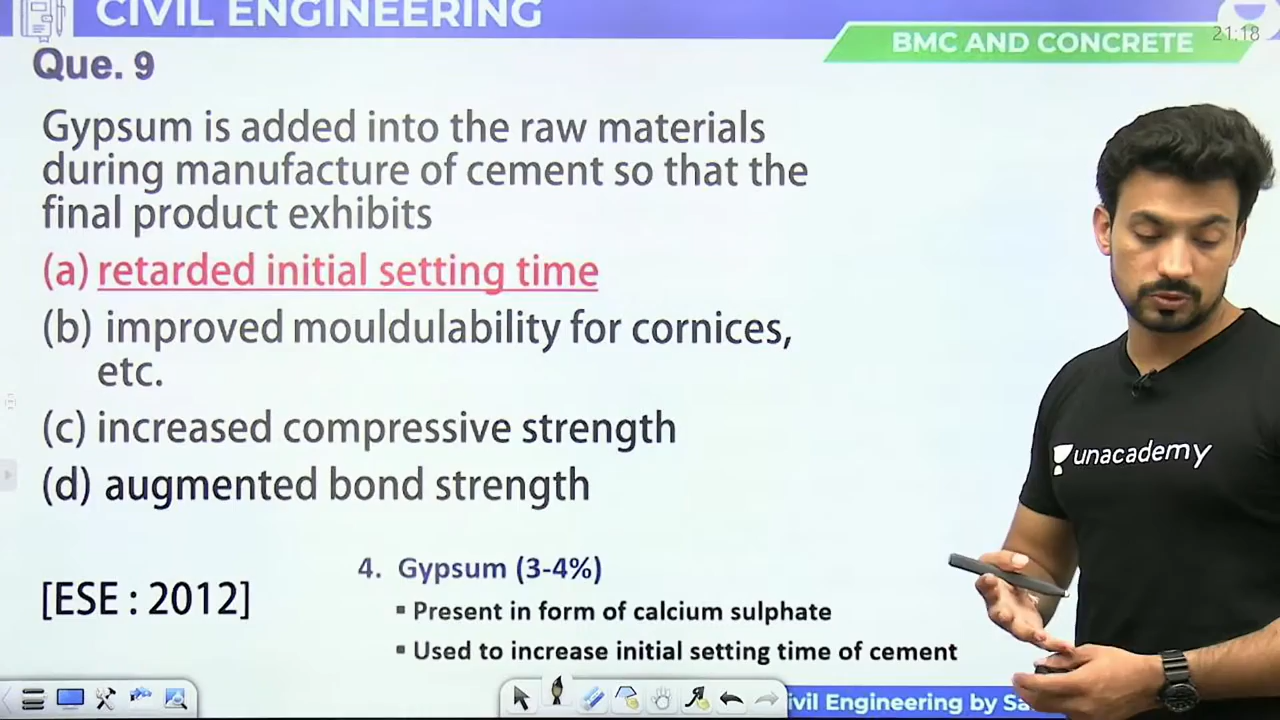 CIVIL ENGINEERING
BMC AND CONCRETE
21:18
Que. 9
Gypsum is added into the raw materials
during manufacture of cement so that the
final product exhibits
(a) retarded initial setting time
(b) improved mouldulability for cornices,
etc.
(c) increased compressive strength
(d) augmented bond strength
unacademy
4. Gypsum (3-4%)
[ESE : 2012]
▪ Present in form of calcium sulphate
▪ Used to increase initial setting time of cement
ivil Engineering by